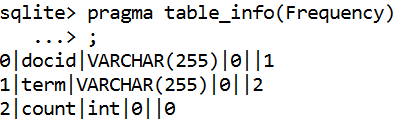 sqlite> pragma table_info(Frequency)
...> ;
0|docid|VARCHAR(255)|0||1
1|term|VARCHAR(255)|0||2
2|count|int|0||0